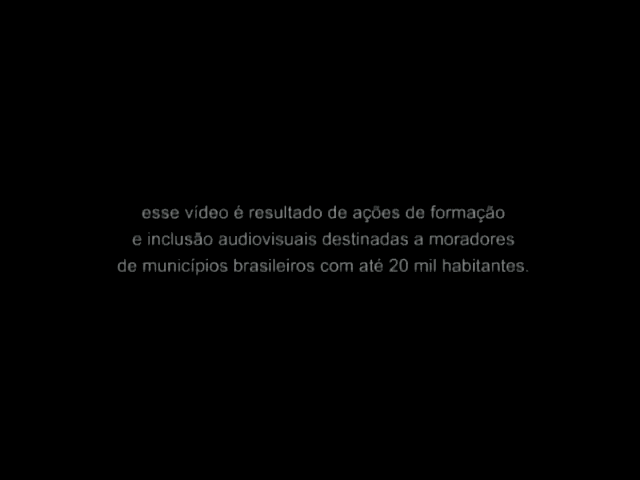 esse vídeo é resultado de ações de formação
e inclusão audiovisuais destinadas a moradores
de municípios brasileiros com até 20 mil habitantes.